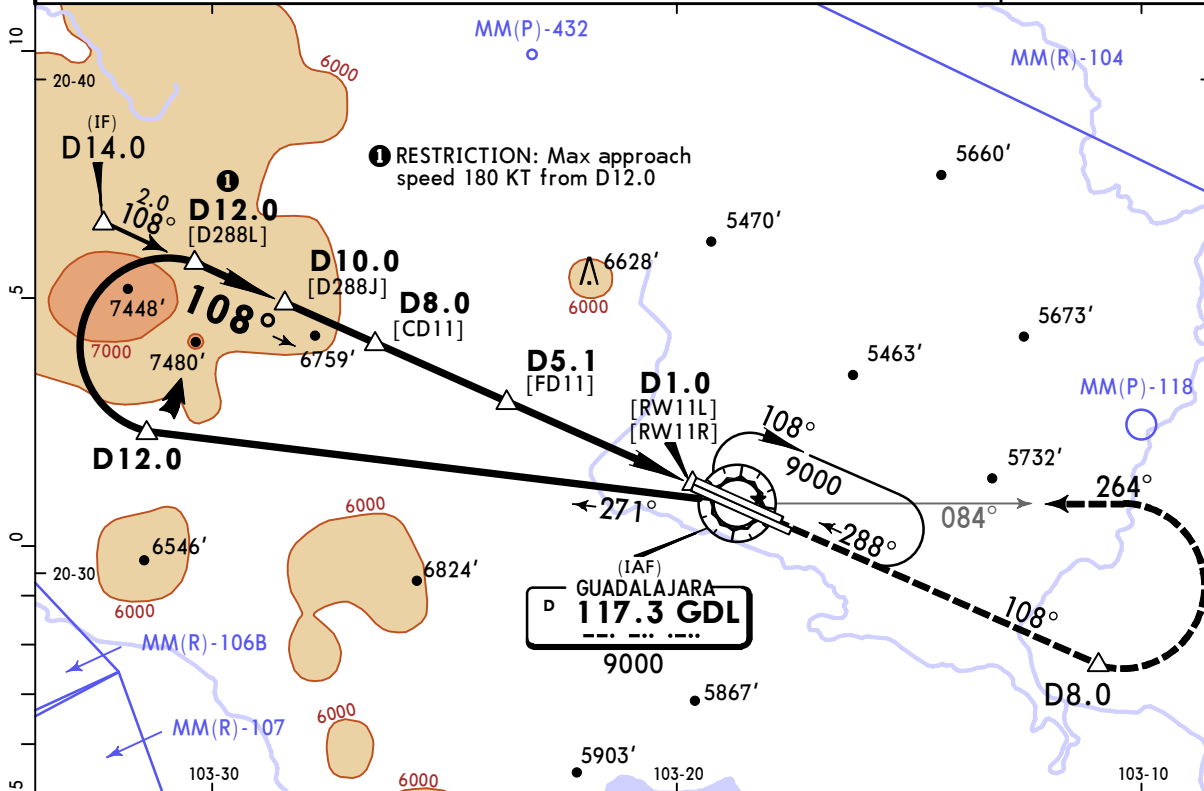 MM(P)-432
10
20-40
6000
MM(R)-104
(IF)
D14.0
❶ RESTRICTION: Max approach
speed 180 KT from D12.0
5660'
❶
2.0
108°
D12.0
[D288L]
5470'
D10.0
[D288J]
6628'
6000
5
7448'
108°
D8.0
[CD11]
5673'
7000
7480'
6759'
D5.1
[FD11]
5463'
D1.0
[RW11L]
[RW11R]
MM(P)-118
108°
9000
D12.0
5732'
271°
264°
084°
288°
6000
0
6546'
20-30
6824'
6000
(IAF)
GUADALAJARA
D 117.3 GDL
9000
108°
D8.0
MM(R)-106B
5867'
MM(R)-107
6000
5903'
103-30
103-20
103-10
6000
5